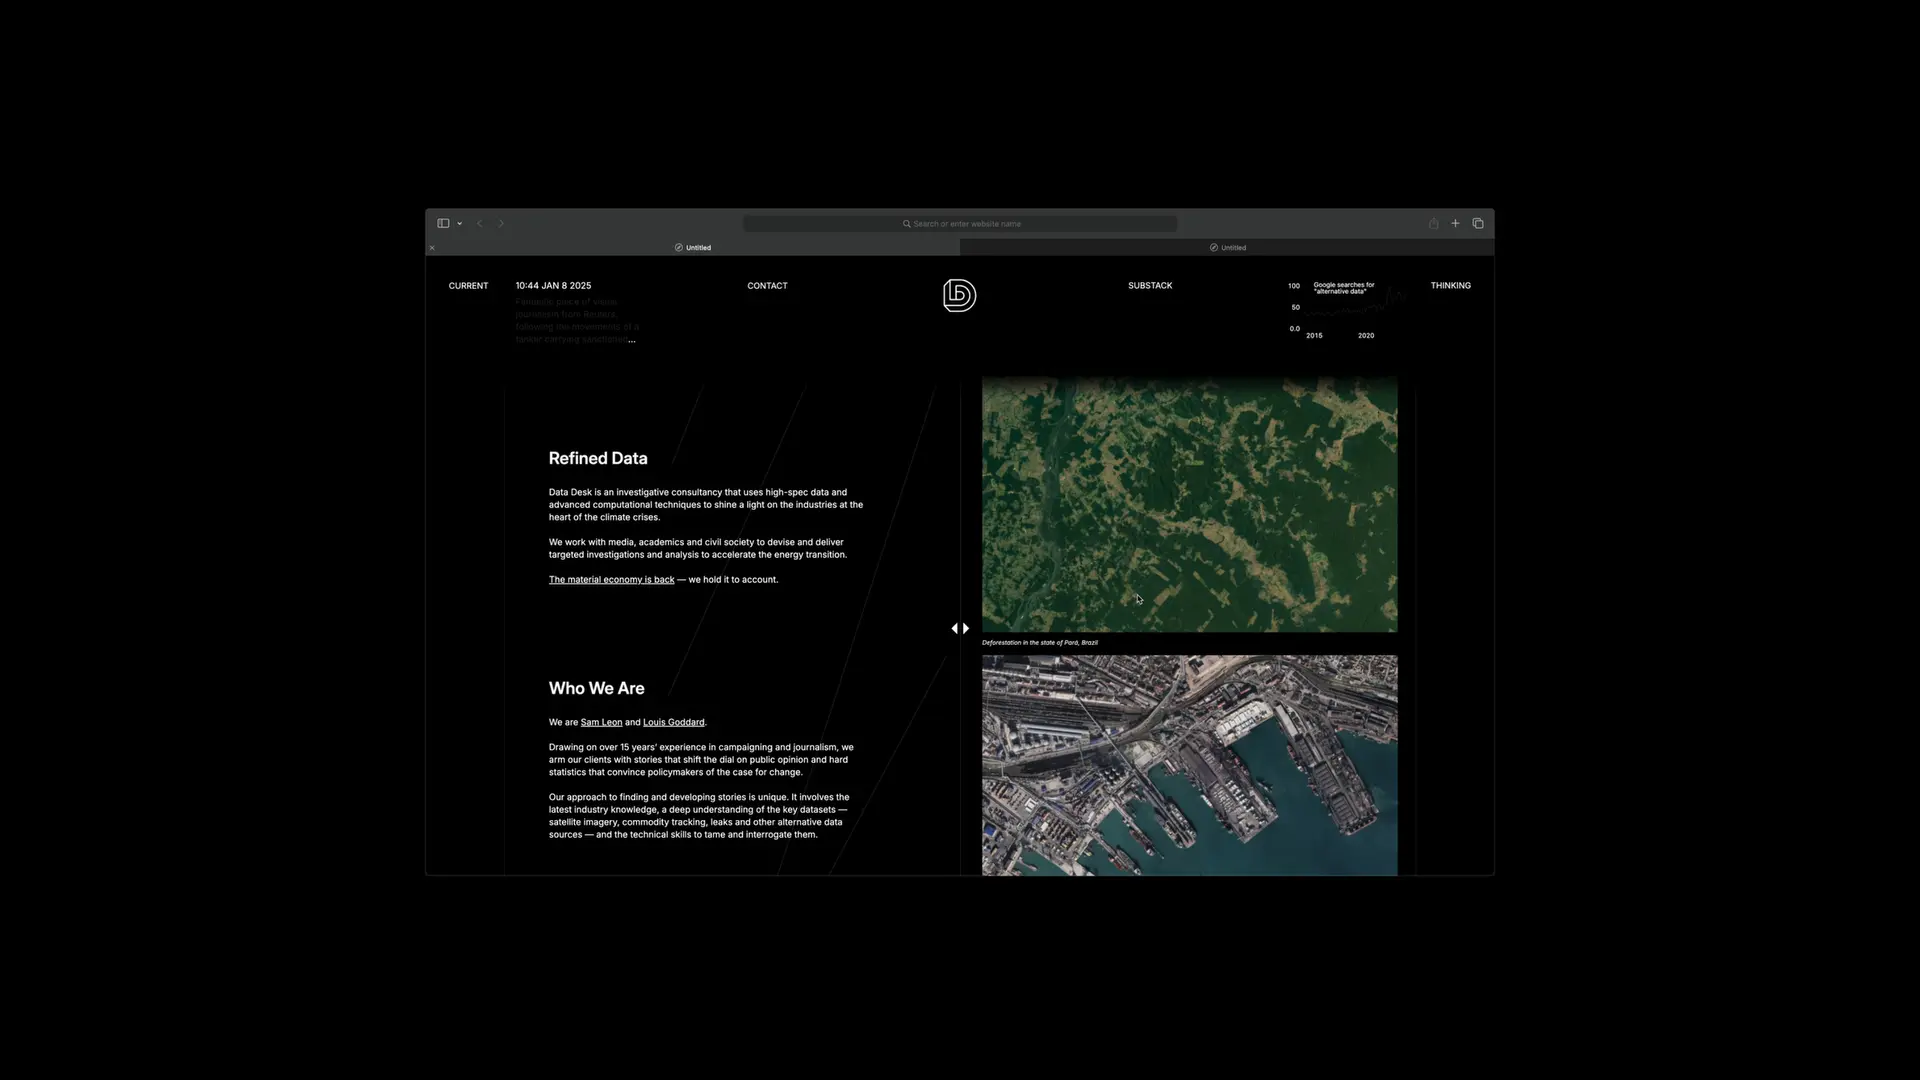 Search or enter website name
Untitled
Untitled
CURRENT
10:44 JAN 8 2025
Fantastic piece of visual
journalism from Reuters,
following the movements of a
tanker carrying sanctioned...
CONTACT
SUBSTACK
100
50
0.0
Google searches for
"alternative data"
2015
2020
THINKING
Refined Data
Data Desk is an investigative consultancy that uses high-spec data and
advanced computational techniques to shine a light on the industries at the
heart of the climate crises.
We work with media, academics and civil society to devise and deliver
targeted investigations and analysis to accelerate the energy transition.
The material economy is back — we hold it to account.
Deforestation in the state of Pará, Brazil
Who We Are
We are Sam Leon and Louis Goddard.
Drawing on over 15 years’ experience in campaigning and journalism, we
arm our clients with stories that shift the dial on public opinion and hard
statistics that convince policymakers of the case for change.
Our approach to finding and developing stories is unique. It involves the
latest industry knowledge, a deep understanding of the key datasets —
satellite imagery, commodity tracking, leaks and other alternative data
sources — and the technical skills to tame and interrogate them.